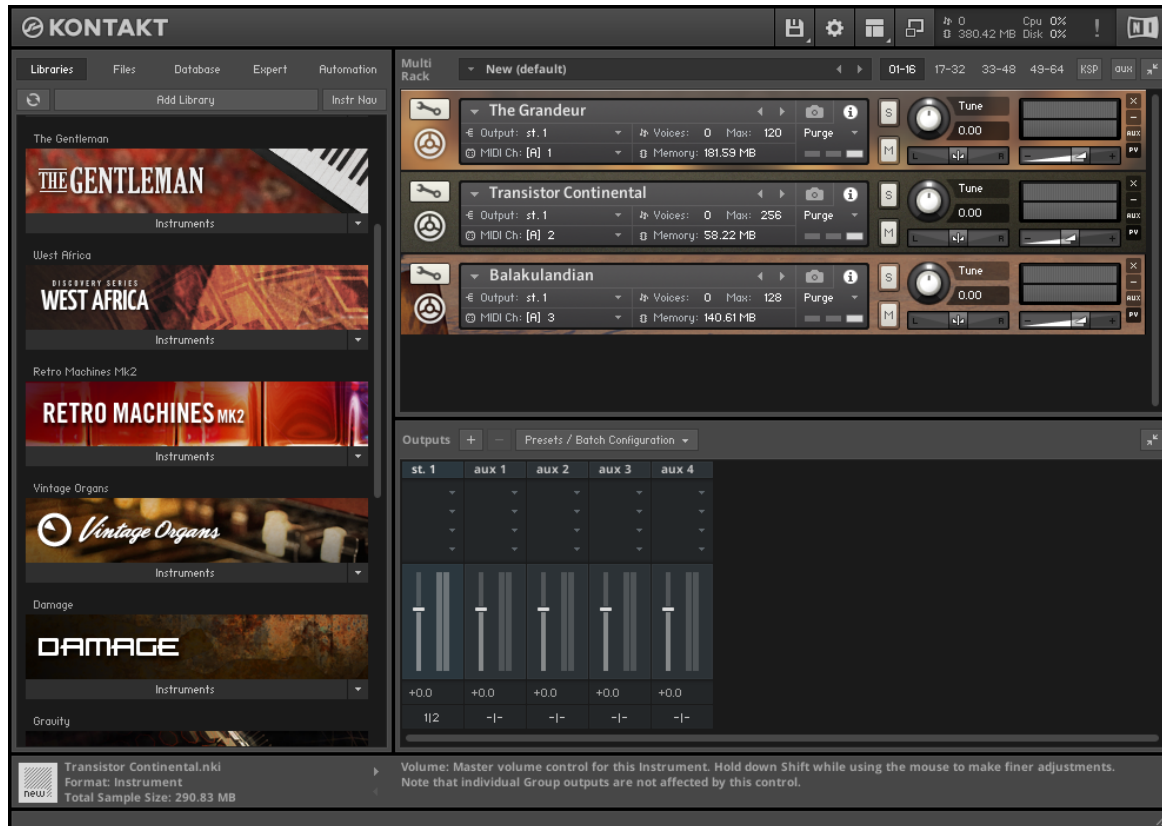 KONTAKT
0 Cpu 0%
380.42 MB Disk 0%
!
NI
Libraries Files Database Expert Automation
Add Library Instr Nav
The Gentleman
THE GENTLEMAN
Instruments
West Africa
DISCOVERY SERIES
WEST AFRICA
Instruments
Retro Machines Mk2
RETRO MACHINES MK2
Instruments
Vintage Organs
Vintage Organs
Instruments
Damage
DAMAGE
Instruments
Gravity
Multi
Rack
New (default) 01-16 17-32 33-48 49-64 KSP aux
The Grandeur
Output: st. 1 Voices: 0 Max: 120 Purge
MIDI Ch: [A] 1 Memory: 181.59 MB
S
M
Tune
0.00
L R
- +
×
-
AUX
PV
Transistor Continental
Output: st. 1 Voices: 0 Max: 256 Purge
MIDI Ch: [A] 2 Memory: 58.22 MB
S
M
Tune
0.00
L R
- +
×
-
AUX
PV
Balakulandian
Output: st. 1 Voices: 0 Max: 128 Purge
MIDI Ch: [A] 3 Memory: 140.61 MB
S
M
Tune
0.00
L R
- +
×
-
AUX
PV
Outputs + - Presets / Batch Configuration
st. 1 aux 1 aux 2 aux 3 aux 4
+0.0 +0.0 +0.0 +0.0 +0.0
1|2 -|- -|- -|- -|-
new
Transistor Continental.nki
Format: Instrument
Total Sample Size: 290.83 MB
Volume: Master volume control for this Instrument. Hold down Shift while using the mouse to make finer adjustments.
Note that individual Group outputs are not affected by this control.